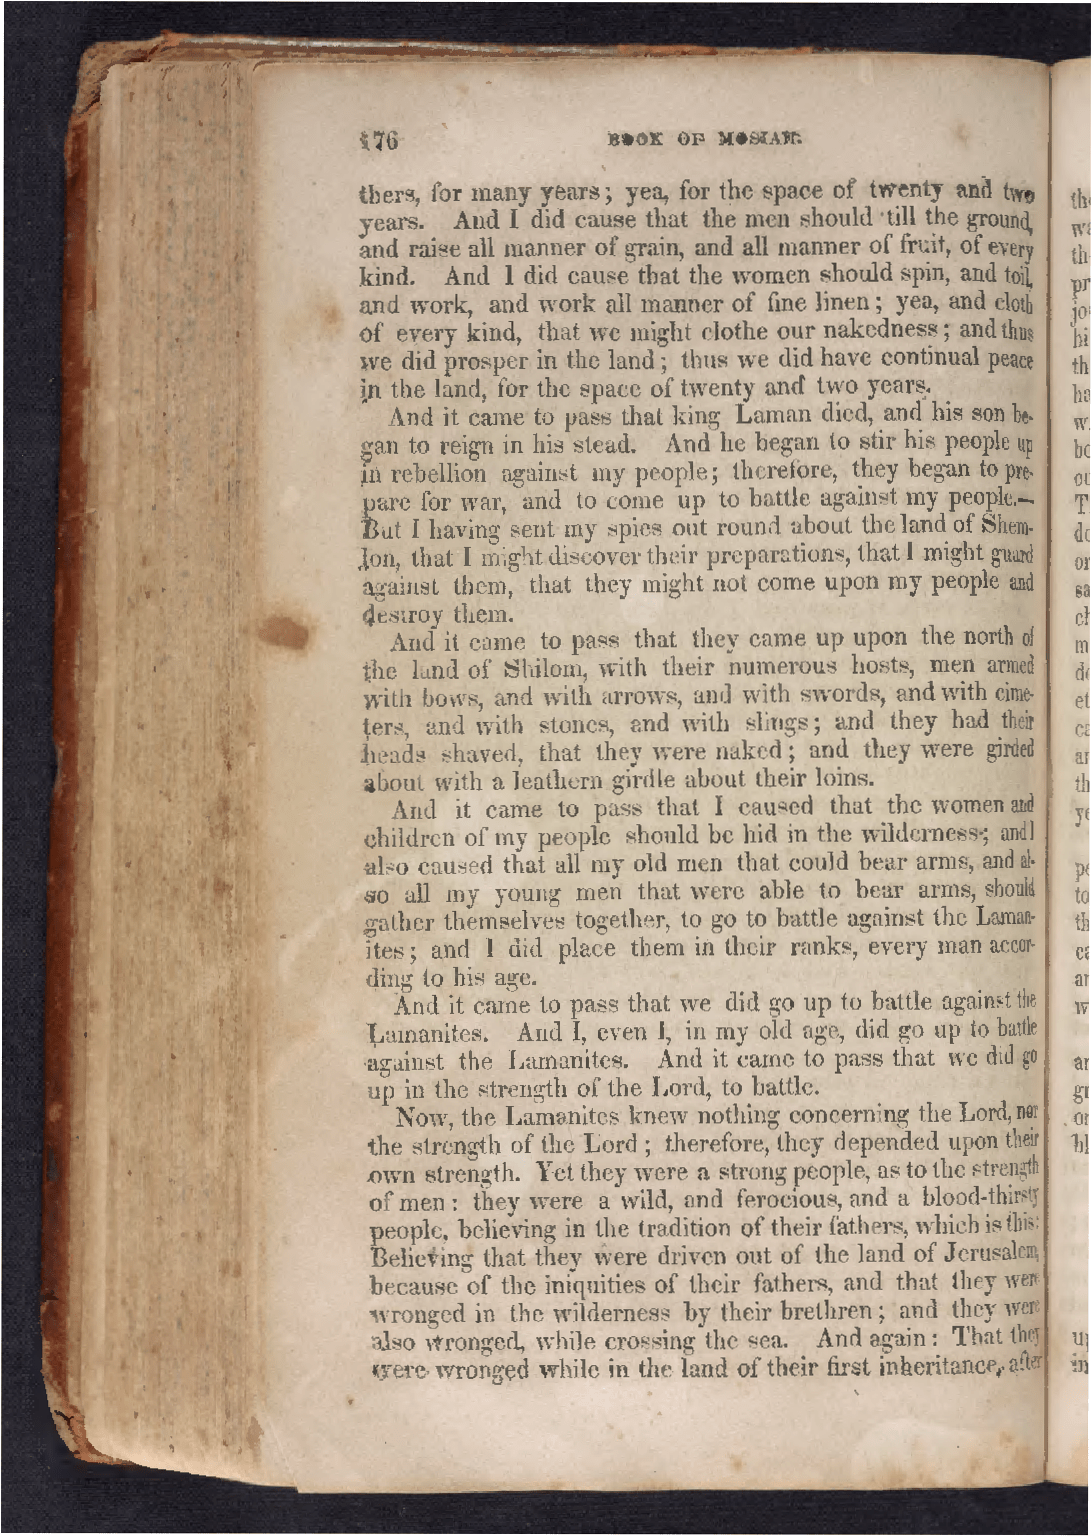 176 BOOK OF MOSIAH.
thers, for many years; yea, for the space of twenty and two
years. And I did cause that the men should till the ground,
and raise all manner of grain, and all manner of fruit, of every
kind. And I did cause that the women should spin, and toil,
and work, and work all manner of fine linen; yea, and cloth
of every kind, that we might clothe our nakedness; and thus
we did prosper in the land; thus we did have continual peace
in the land, for the space of twenty and two years.
And it came to pass that king Laman died, and his son be-
gan to reign in his stead. And he began to stir his people up
in rebellion against my people; therefore, they began to pre-
pare for war, and to come up to battle against my people.—
But I having sent my spies out round about the land of Shem-
lon, that I might discover their preparations, that I might guard
against them, that they might not come upon my people and
destroy them.
And it came to pass that they came up upon the north of
the land of Shilom, with their numerous hosts, men armed
with bows, and with arrows, and with swords, and with cime-
ters, and with stones, and with slings; and they had their
heads shaved, that they were naked; and they were girded
about with a leathern girdle about their loins.
And it came to pass that I caused that the women and
children of my people should be hid in the wilderness; and I
also caused that all my old men that could bear arms, and al-
so all my young men that were able to bear arms, should
gather themselves together, to go to battle against the Laman-
ites; and I did place them in their ranks, every man accor-
ding to his age.
And it came to pass that we did go up to battle against the
Lamanites. And I, even I, in my old age, did go up to battle
against the Lamanites. And it came to pass that we did go
up in the strength of the Lord, to battle.
Now, the Lamanites knew nothing concerning the Lord, nor
the strength of the Lord; therefore, they depended upon their
own strength. Yet they were a strong people, as to the strength
of men: they were a wild, and ferocious, and a blood-thirsty
people, believing in the tradition of their fathers, which is this:
Believing that they were driven out of the land of Jerusalem,
because of the iniquities of their fathers, and that they were
wronged in the wilderness by their brethren; and they were
also wronged, while crossing the sea. And again: That they
were wronged while in the land of their first inheritance, after